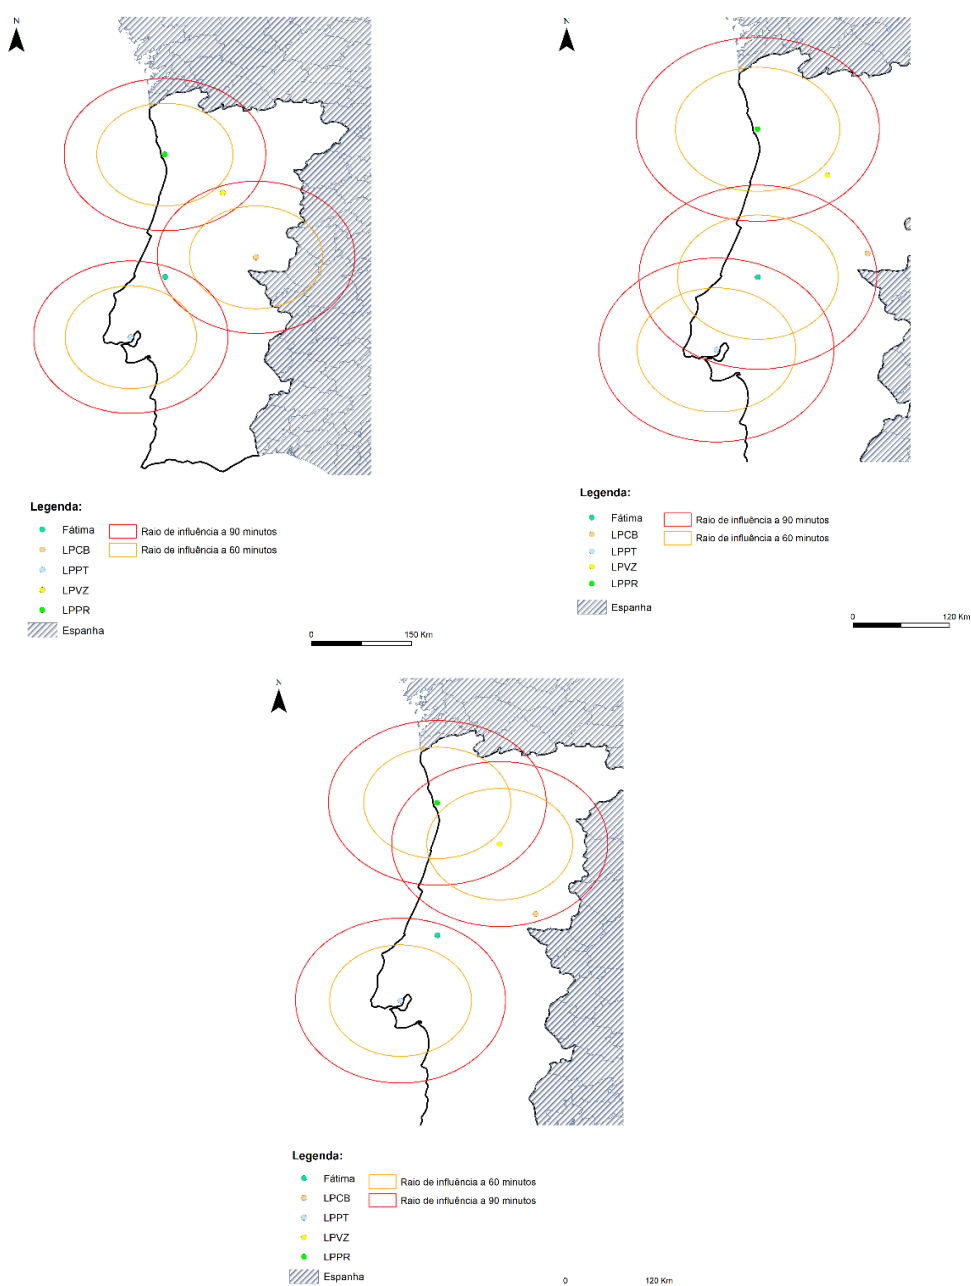 N
Legenda:
Fátima
LPCB
LPPT
LPVZ
LPPR
Espanha
Raio de influência a 90 minutos
Raio de influência a 60 minutos
0 150 Km
N
Legenda:
Fátima
LPCB
LPPT
LPVZ
LPPR
Espanha
Raio de influência a 90 minutos
Raio de influência a 60 minutos
0 120 Km
N
Legenda:
Fátima
LPCB
LPPT
LPVZ
LPPR
Espanha
Raio de influência a 60 minutos
Raio de influência a 90 minutos
0 120 Km